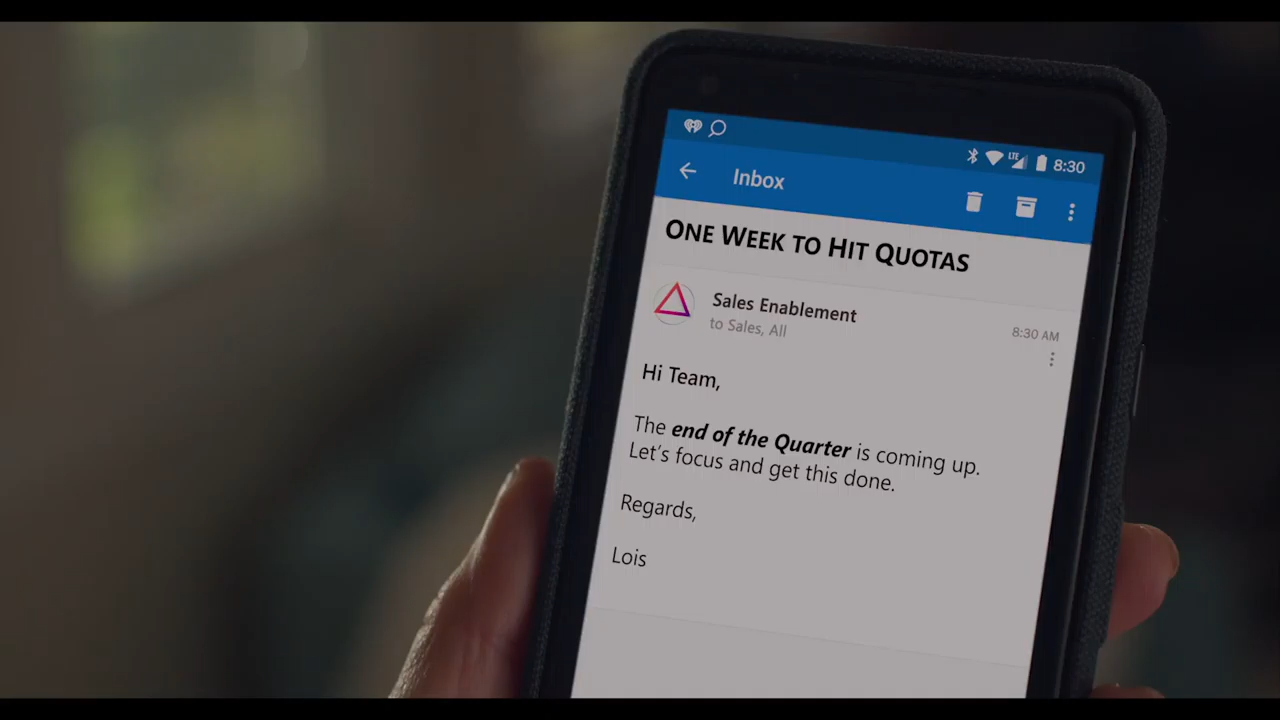 LTE 8:30
Inbox
ONE WEEK TO HIT QUOTAS
Sales Enablement
to Sales, All
8:30 AM
Hi Team,
The end of the Quarter is coming up.
Let's focus and get this done.
Regards,
Lois